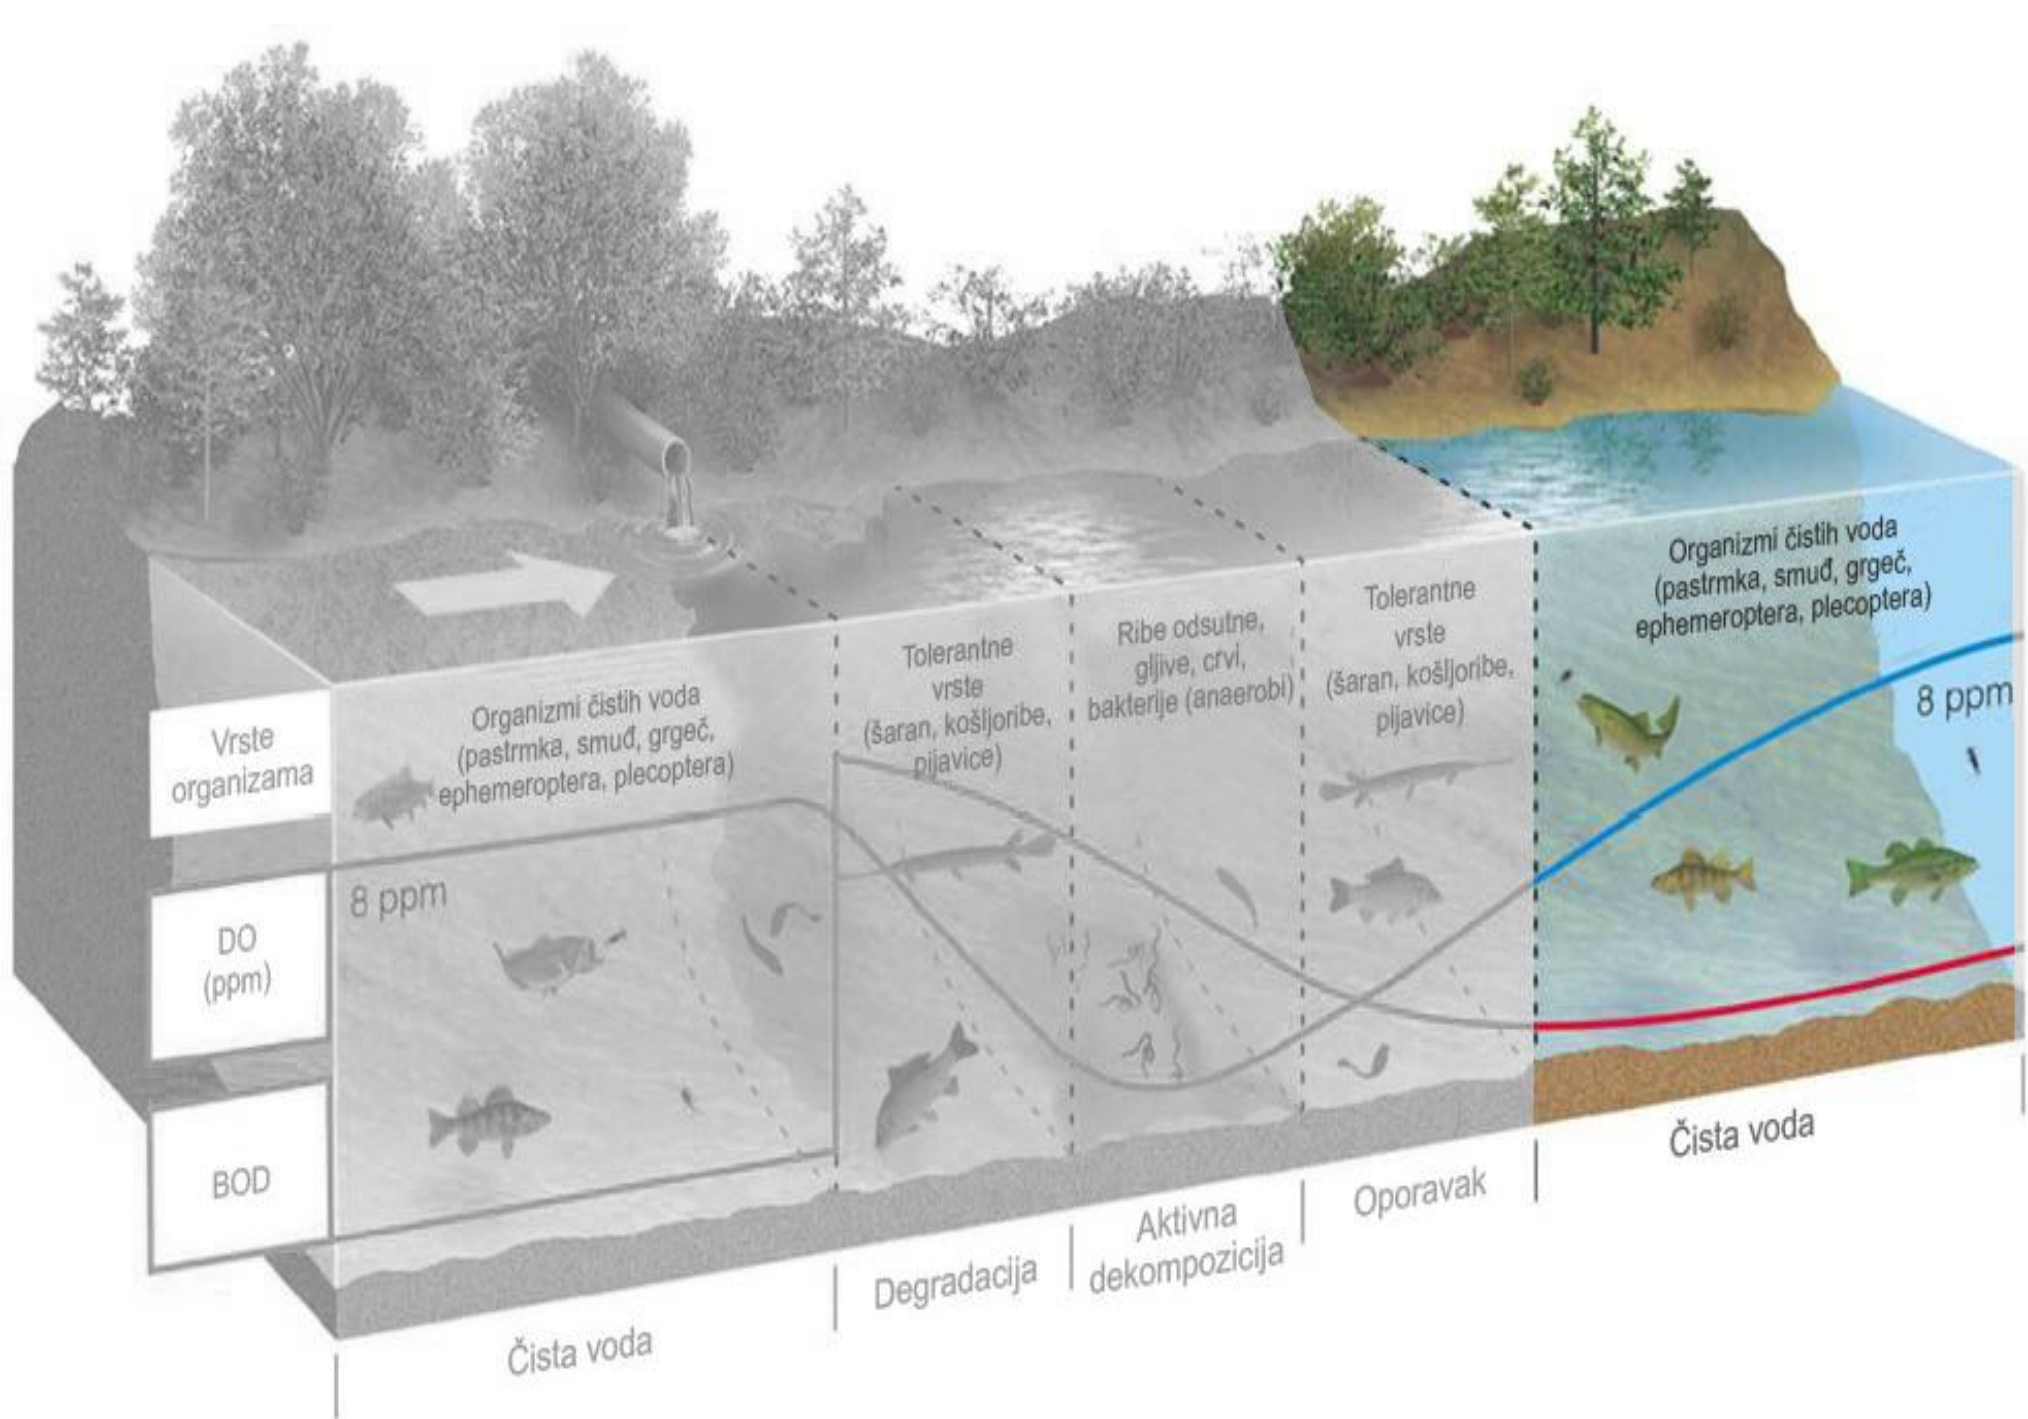 Organizmi čistih voda
(pastrmka, smuđ, grgeč,
ephemeroptera, plecoptera)
Tolerantne
vrste
(šaran, košljoribe,
pijavice)
Ribe odsutne,
gljive, crvi,
bakterije (anaerobi)
Tolerantne
vrste
(šaran, košljoribe,
pijavice)
Organizmi čistih voda
(pastrmka, smuđ, grgeč,
ephemeroptera, plecoptera)
Vrste
organizama
8 ppm
8 ppm
DO
(ppm)
BOD
Čista voda
Degradacija
Aktivna
dekompozicija
Oporavak
Čista voda